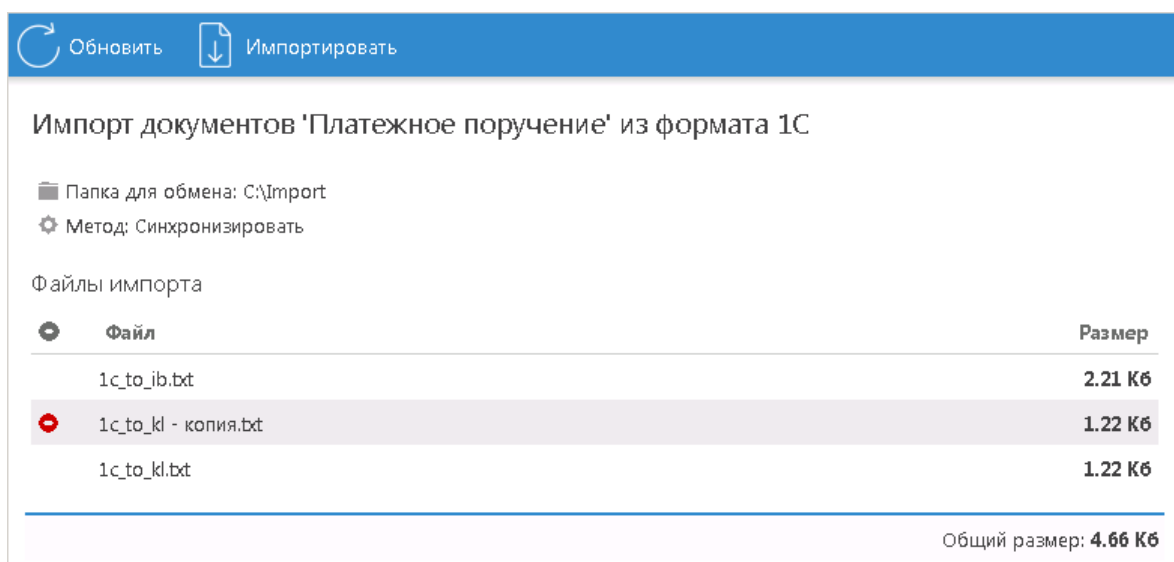 Обновить Импортировать
Импорт документов 'Платежное поручение' из формата 1С
Папка для обмена: C:\Import
Метод: Синхронизировать
Файлы импорта
Файл Размер
1c_to_ib.txt 2.21 Кб
1c_to_kl - копия.txt 1.22 Кб
1c_to_kl.txt 1.22 Кб
Общий размер: 4.66 Кб